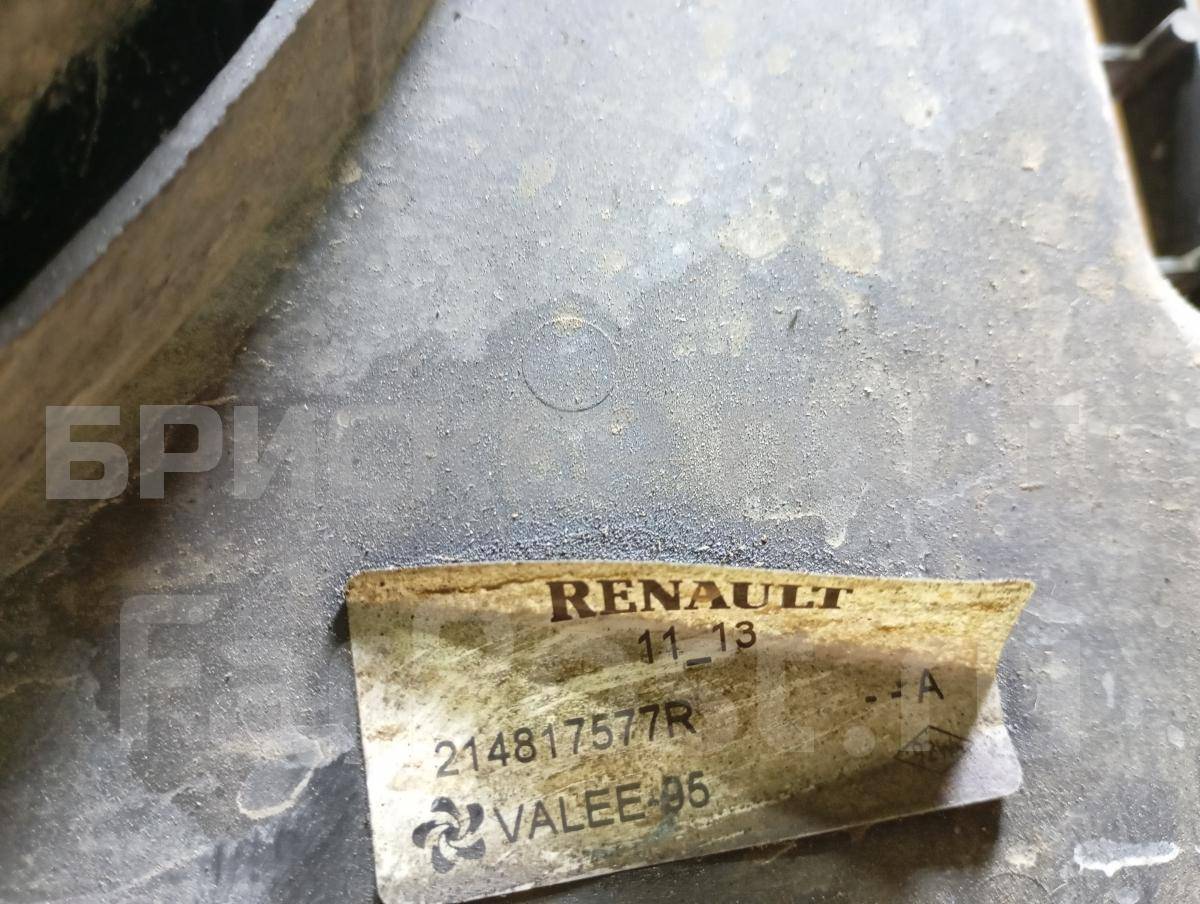 RENAULT
11_13
- - A
214817577R
VALEE-95